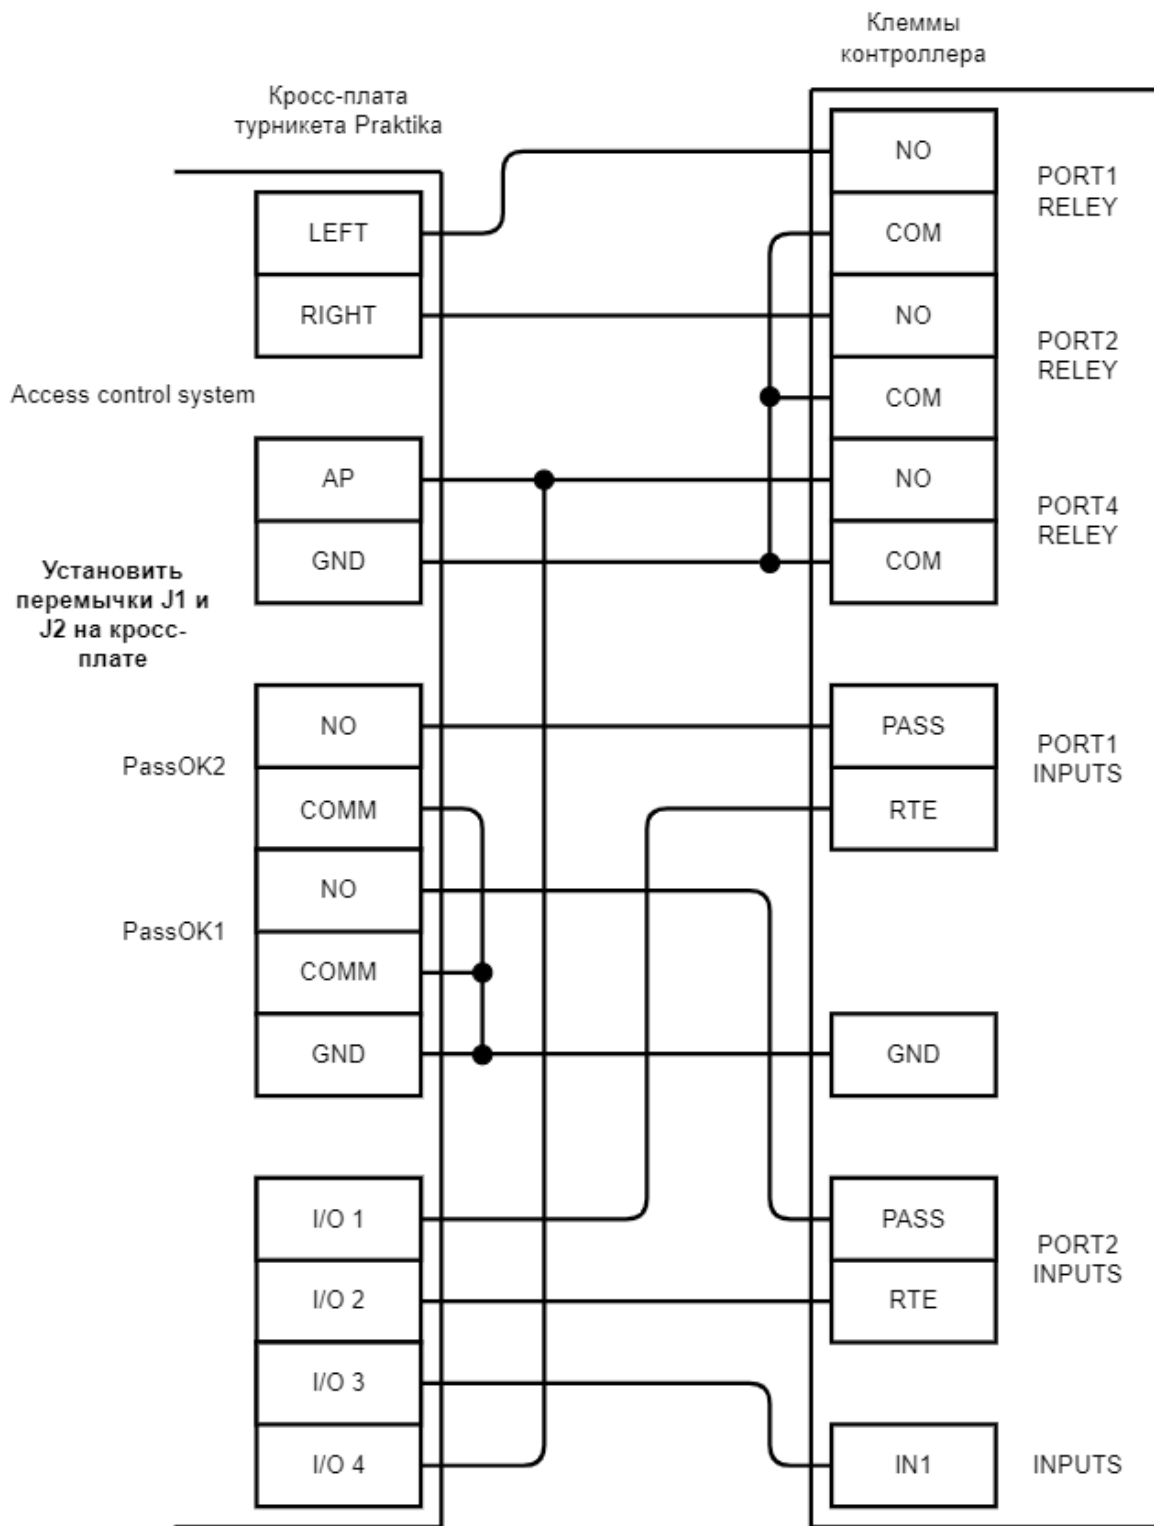 Клеммы
контроллера
Кросс-плата
турникета Praktika
NO
PORT1
RELEY
LEFT
COM
RIGHT
NO
PORT2
RELEY
Access control system
COM
AP
NO
PORT4
RELEY
GND
COM
Установить
перемычки J1 и
J2 на кросс-
плате
NO
PASS
PORT1
INPUTS
PassOK2
COMM
RTE
NO
PassOK1
COMM
GND
GND
I/O 1
PASS
PORT2
INPUTS
I/O 2
RTE
I/O 3
I/O 4
IN1
INPUTS